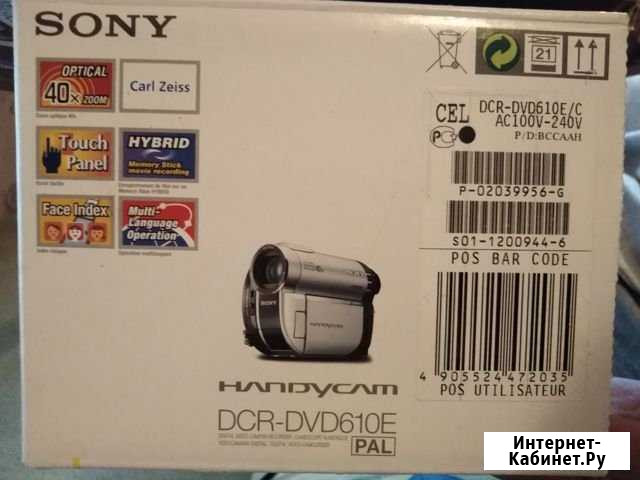 SONY
OPTICAL
40x ZOOM
Carl Zeiss
Touch
Panel
HYBRID
Memory Stick
movie recording
Face Index
Multi-
Language
Operation
21
CEL
DCR-DVD610E/C
AC100V-240V
P/D:BCCAAH
P-02039956-G
S01-1200944-6
POS BAR CODE
4 905524 472035
POS UTILISATEUR
SONY
HANDYCAM
HANDYCAM
DCR-DVD610E
PAL
Интернет-
Кабинет.Ру